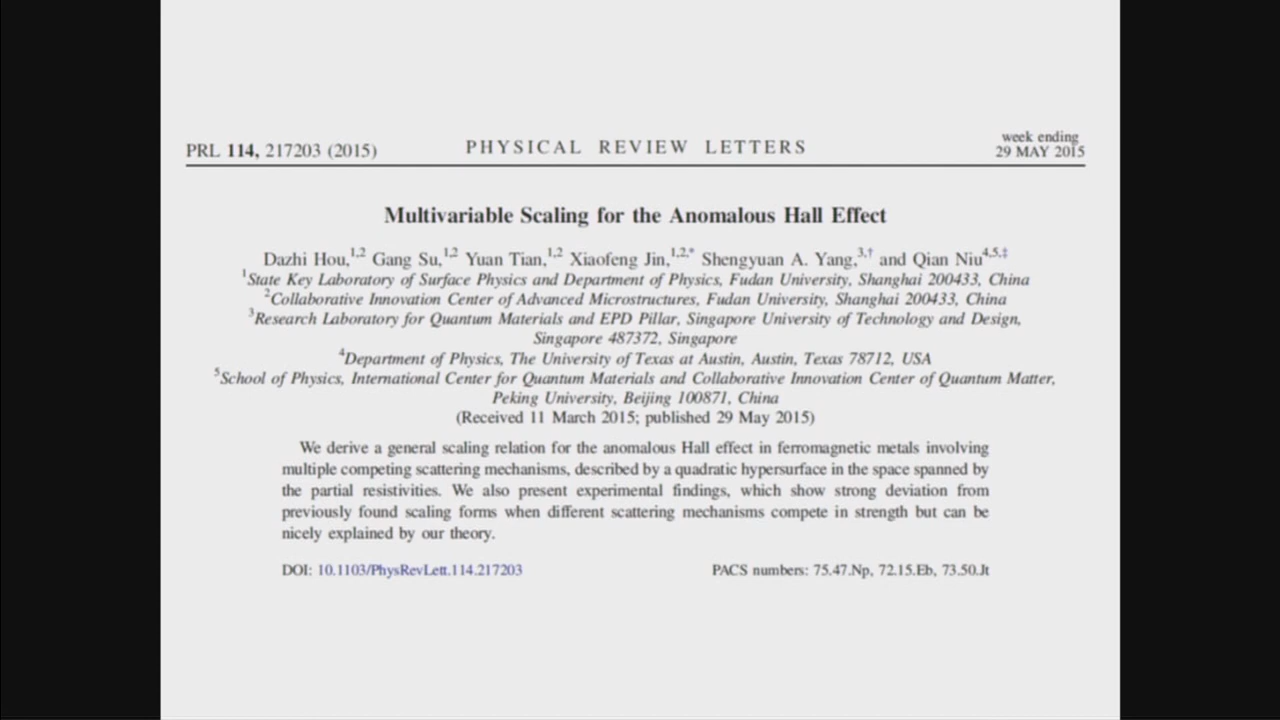 PRL 114, 217203 (2015)
PHYSICAL REVIEW LETTERS
week ending
29 MAY 2015
Multivariable Scaling for the Anomalous Hall Effect
Dazhi Hou,1,2 Gang Su,1,2 Yuan Tian,1,2 Xiaofeng Jin,1,2,* Shengyuan A. Yang,3,† and Qian Niu4,5,‡
1State Key Laboratory of Surface Physics and Department of Physics, Fudan University, Shanghai 200433, China
2Collaborative Innovation Center of Advanced Microstructures, Fudan University, Shanghai 200433, China
3Research Laboratory for Quantum Materials and EPD Pillar, Singapore University of Technology and Design,
Singapore 487372, Singapore
4Department of Physics, The University of Texas at Austin, Austin, Texas 78712, USA
5School of Physics, International Center for Quantum Materials and Collaborative Innovation Center of Quantum Matter,
Peking University, Beijing 100871, China
(Received 11 March 2015; published 29 May 2015)
We derive a general scaling relation for the anomalous Hall effect in ferromagnetic metals involving
multiple competing scattering mechanisms, described by a quadratic hypersurface in the space spanned by
the partial resistivities. We also present experimental findings, which show strong deviation from
previously found scaling forms when different scattering mechanisms compete in strength but can be
nicely explained by our theory.
DOI: 10.1103/PhysRevLett.114.217203
PACS numbers: 75.47.Np, 72.15.Eb, 73.50.Jt